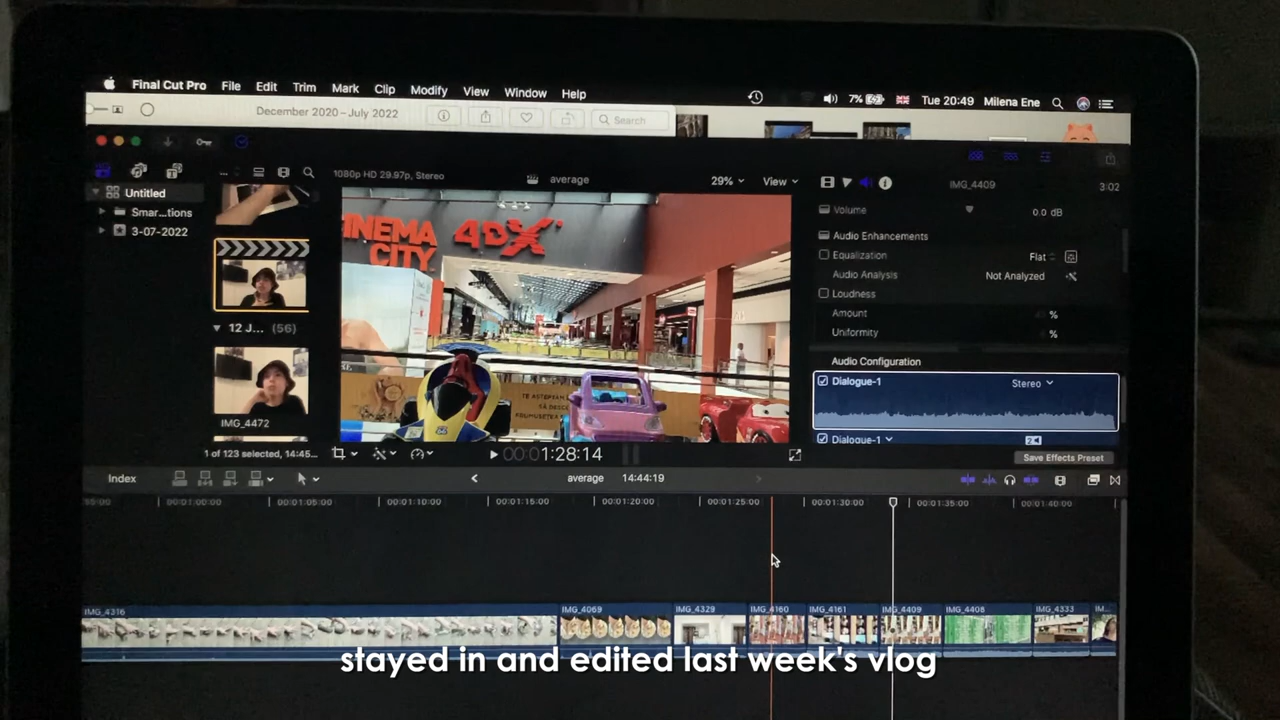 Final Cut Pro File Edit Trim Mark Clip Modify View Window Help 7% Tue 20:49 Milena Ene
December 2020 – July 2022 Search
1080p HD 29.97p, Stereo average 29% View IMG_4409 3:02
Untitled
Smar...tions
3-07-2022
12 J... (56)
IMG_4472
1 of 123 selected, 14:45...
CINEMA CITY 4DX
Volume 0.0 dB
Audio Enhancements
Equalization Flat
Audio Analysis Not Analyzed
Loudness
Amount %
Uniformity %
Audio Configuration
Dialogue-1 Stereo
Dialogue-1 2
Save Effects Preset
00:00:1:28:14
Index average 14:44:19
55:00 00:01:00:00 00:01:05:00 00:01:10:00 00:01:15:00 00:01:20:00 00:01:25:00 00:01:30:00 00:01:35:00 00:01:40:00
IMG_4316 IMG_4069 IMG_4329 IMG_4160 IMG_4161 IMG_4409 IMG_4408 IMG_4333 IM...
stayed in and edited last week's vlog